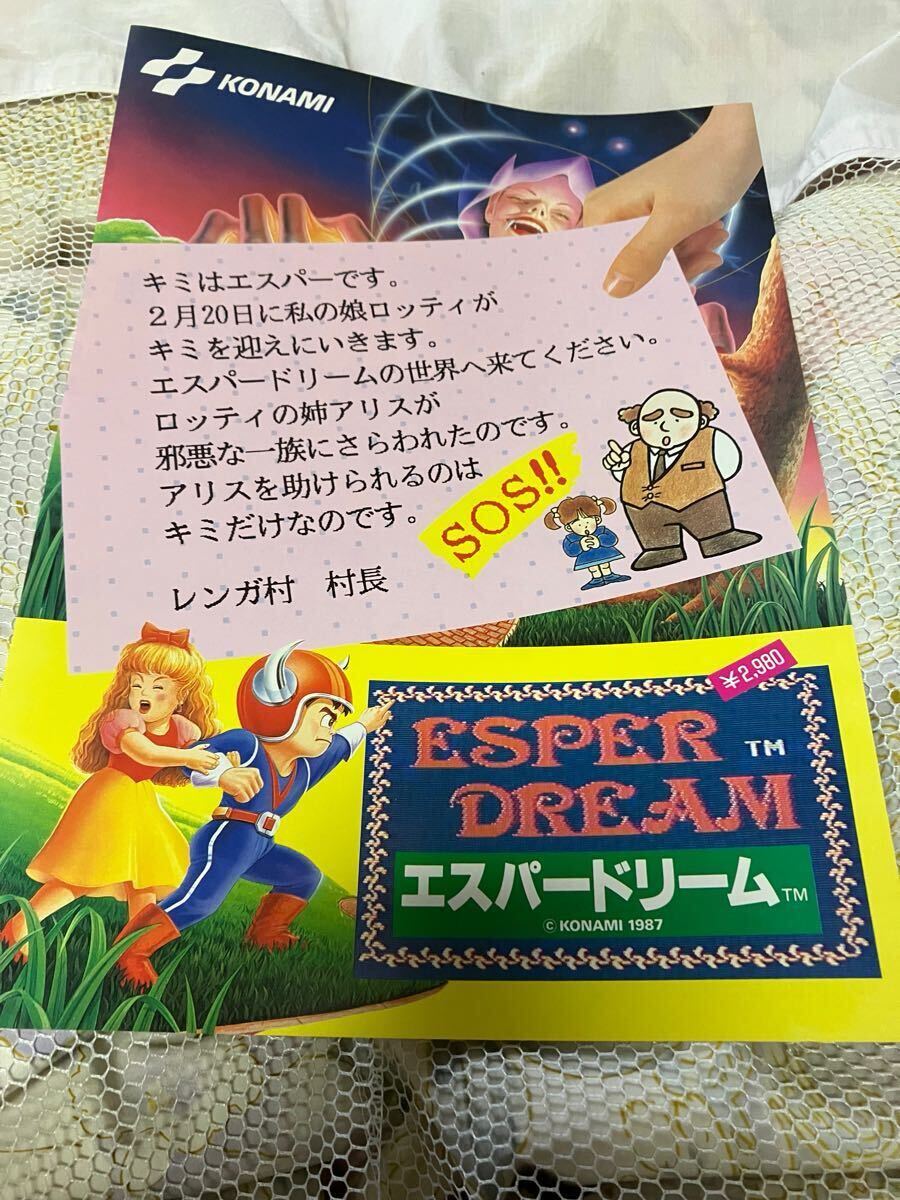 KONAMI
キミはエスパーです。
2月20日に私の娘ロッティが
キミを迎えにいきます。
エスパードリームの世界へ来てください。
ロッティの姉アリスが
邪悪な一族にさらわれたのです。
アリスを助けられるのは
キミだけなのです。
SOS!!
レンガ村 村長
¥2,980
ESPER TM
DREAM
エスパードリーム TM
© KONAMI 1987